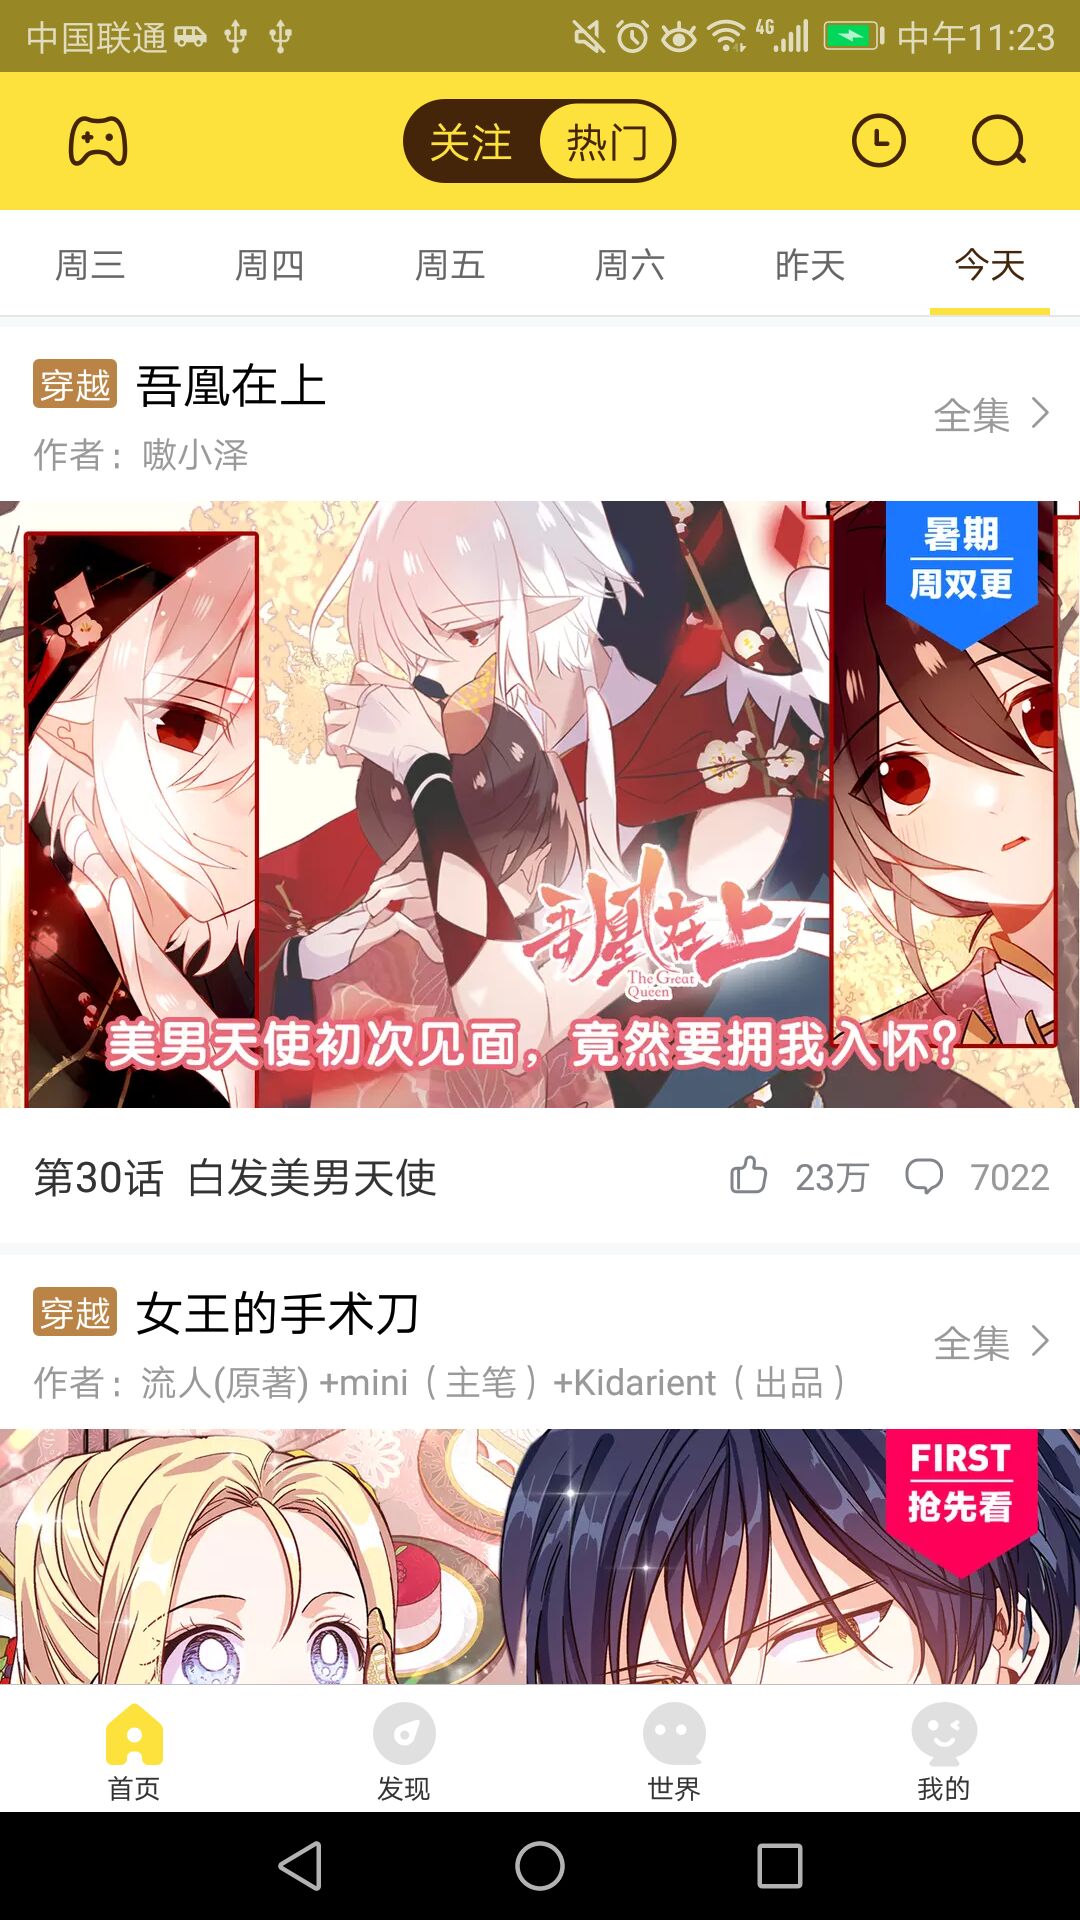 中国联通 4G 中午11:23
关注 热门
周三 周四 周五 周六 昨天 今天
穿越 吾凰在上
全集
作者：嗷小泽
暑期
周双更
吾凰在上
The Great
Queen
美男天使初次见面，竟然要拥我入怀？
第30话 白发美男天使 23万 7022
穿越 女王的手术刀
全集
作者：流人(原著) +mini（主笔）+Kidarient（出品）
FIRST
抢先看
首页 发现 世界 我的